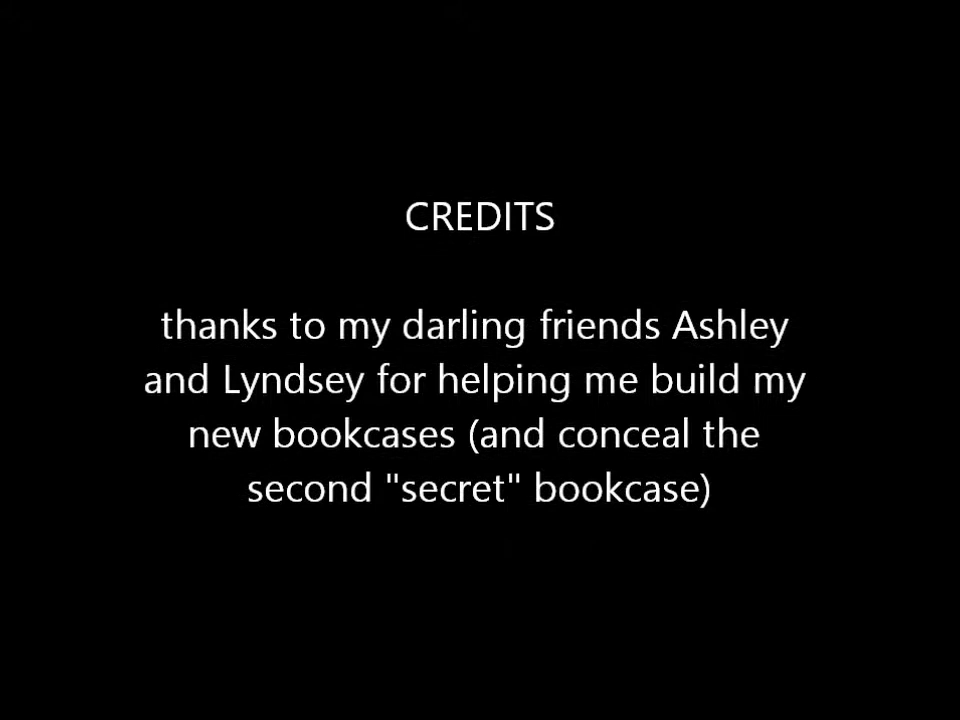 CREDITS
thanks to my darling friends Ashley
and Lyndsey for helping me build my
new bookcases (and conceal the
second "secret" bookcase)